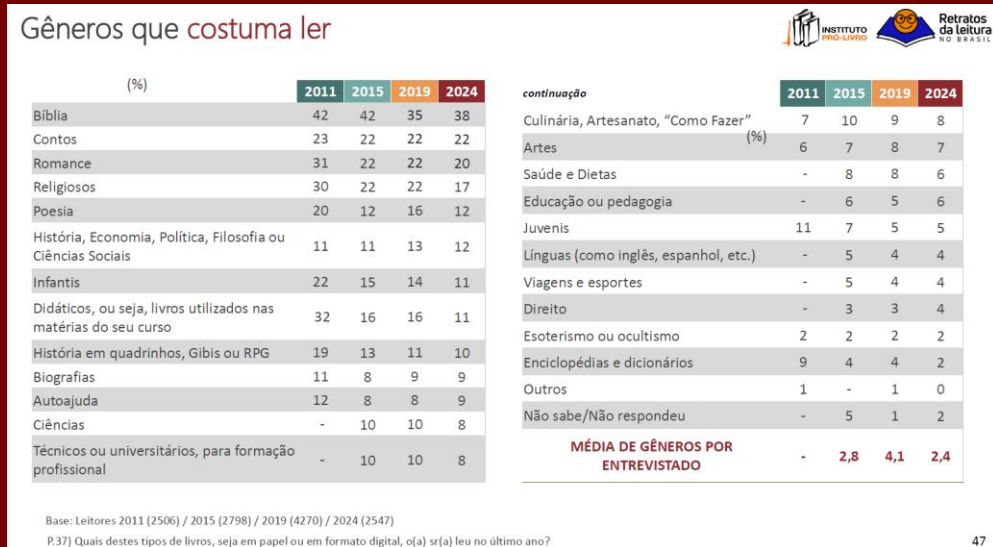 Gêneros que costuma ler
INSTITUTO
PRÓ-LIVRO
Retratos
da leitura
NO BRASIL
(%)
2011 2015 2019 2024
Bíblia 42 42 35 38
Contos 23 22 22 22
Romance 31 22 22 20
Religiosos 30 22 22 17
Poesia 20 12 16 12
História, Economia, Política, Filosofia ou
Ciências Sociais 11 11 13 12
Infantis 22 15 14 11
Didáticos, ou seja, livros utilizados nas
matérias do seu curso 32 16 16 11
História em quadrinhos, Gibis ou RPG 19 13 11 10
Biografias 11 8 9 9
Autoajuda 12 8 8 9
Ciências - 10 10 8
Técnicos ou universitários, para formação
profissional - 10 10 8
continuação 2011 2015 2019 2024
Culinária, Artesanato, “Como Fazer” 7 10 9 8
(%)
Artes 6 7 8 7
Saúde e Dietas - 8 8 6
Educação ou pedagogia - 6 5 6
Juvenis 11 7 5 5
Línguas (como inglês, espanhol, etc.) - 5 4 4
Viagens e esportes - 5 4 4
Direito - 3 3 4
Esoterismo ou ocultismo 2 2 2 2
Enciclopédias e dicionários 9 4 4 2
Outros 1 - 1 0
Não sabe/Não respondeu - 5 1 2
MÉDIA DE GÊNEROS POR
ENTREVISTADO - 2,8 4,1 2,4
Base: Leitores 2011 (2506) / 2015 (2798) / 2019 (4270) / 2024 (2547)
P.37) Quais destes tipos de livros, seja em papel ou em formato digital, o(a) sr(a) leu no último ano?
47